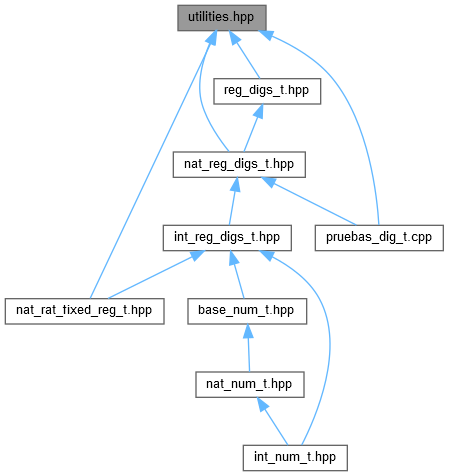 utilities.hpp
reg_digs_t.hpp
nat_reg_digs_t.hpp
int_reg_digs_t.hpp
pruebas_dig_t.cpp
nat_rat_fixed_reg_t.hpp
base_num_t.hpp
nat_num_t.hpp
int_num_t.hpp